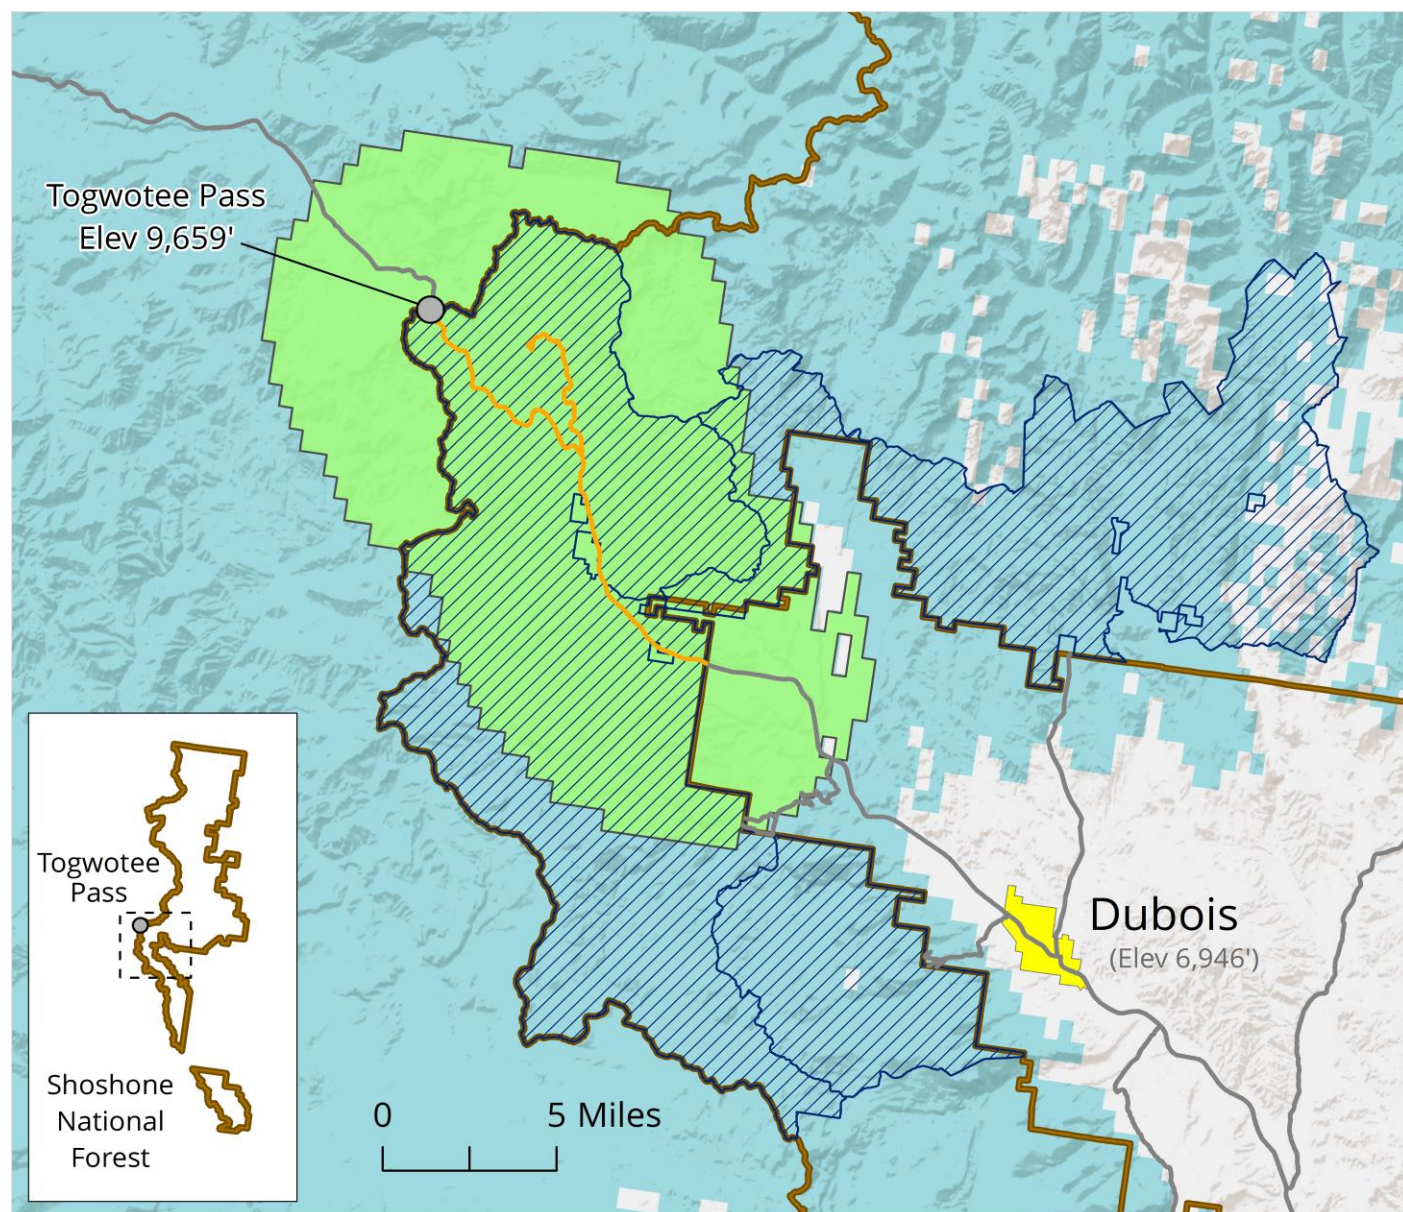 Togwotee Pass
Elev 9,659'
Dubois
(Elev 6,946')
Togwotee
Pass
Shoshone
National
Forest
0 5 Miles